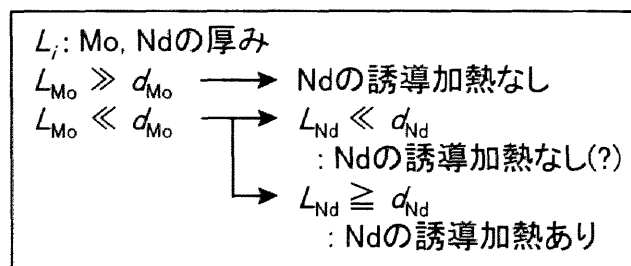 Lᵢ: Mo, Ndの厚み
L_Mo ≫ d_Mo → Ndの誘導加熱なし
L_Mo ≪ d_Mo → L_Nd ≪ d_Nd
: Ndの誘導加熱なし(?)
→ L_Nd ≧ d_Nd
: Ndの誘導加熱あり